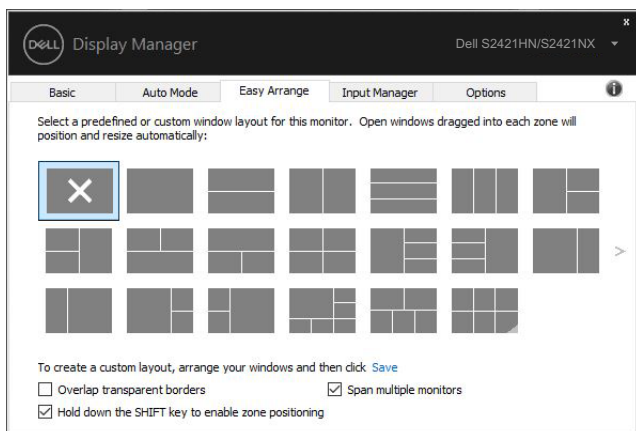 x
DELL Display Manager
Dell S2421HN/S2421NX
Basic Auto Mode Easy Arrange Input Manager Options
Select a predefined or custom window layout for this monitor. Open windows dragged into each zone will
position and resize automatically:
To create a custom layout, arrange your windows and then click Save
Overlap transparent borders Span multiple monitors
Hold down the SHIFT key to enable zone positioning